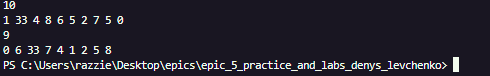 10
1 33 4 8 6 5 2 7 5 0
9
0 6 33 7 4 1 2 5 8
PS C:\Users\razzie\Desktop\epics\epic_5_practice_and_labs_denys_levchenko>